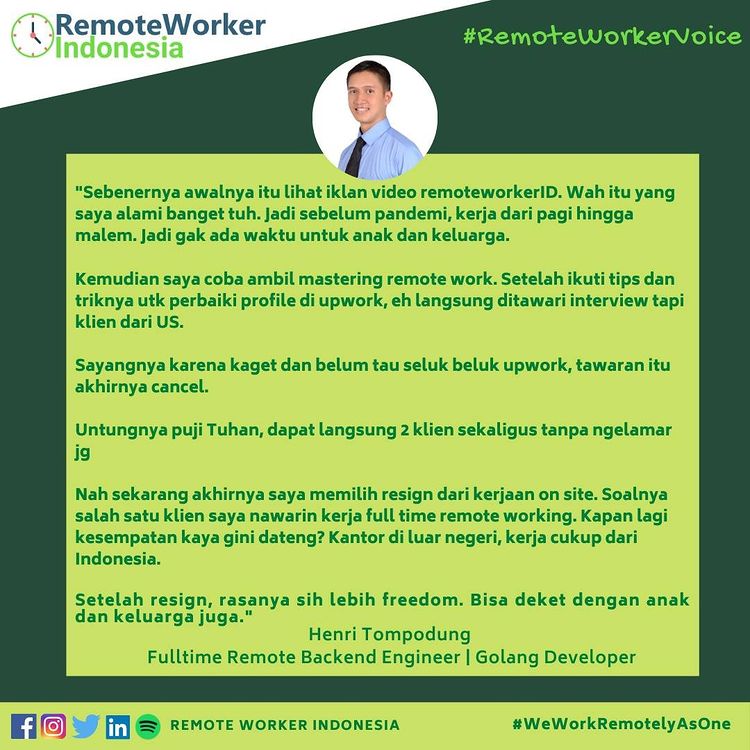 RemoteWorker
Indonesia
#RemoteWorkerVoice
"Sebenernya awalnya itu lihat iklan video remoteworkerID. Wah itu yang
saya alami banget tuh. Jadi sebelum pandemi, kerja dari pagi hingga
malem. Jadi gak ada waktu untuk anak dan keluarga.
Kemudian saya coba ambil mastering remote work. Setelah ikuti tips dan
triknya utk perbaiki profile di upwork, eh langsung ditawari interview tapi
klien dari US.
Sayangnya karena kaget dan belum tau seluk beluk upwork, tawaran itu
akhirnya cancel.
Untungnya puji Tuhan, dapat langsung 2 klien sekaligus tanpa ngelamar
jg
Nah sekarang akhirnya saya memilih resign dari kerjaan on site. Soalnya
salah satu klien saya nawarin kerja full time remote working. Kapan lagi
kesempatan kaya gini dateng? Kantor di luar negeri, kerja cukup dari
Indonesia.
Setelah resign, rasanya sih lebih freedom. Bisa deket dengan anak
dan keluarga juga."
Henri Tompodung
Fulltime Remote Backend Engineer | Golang Developer
REMOTE WORKER INDONESIA
#WeWorkRemotelyAsOne